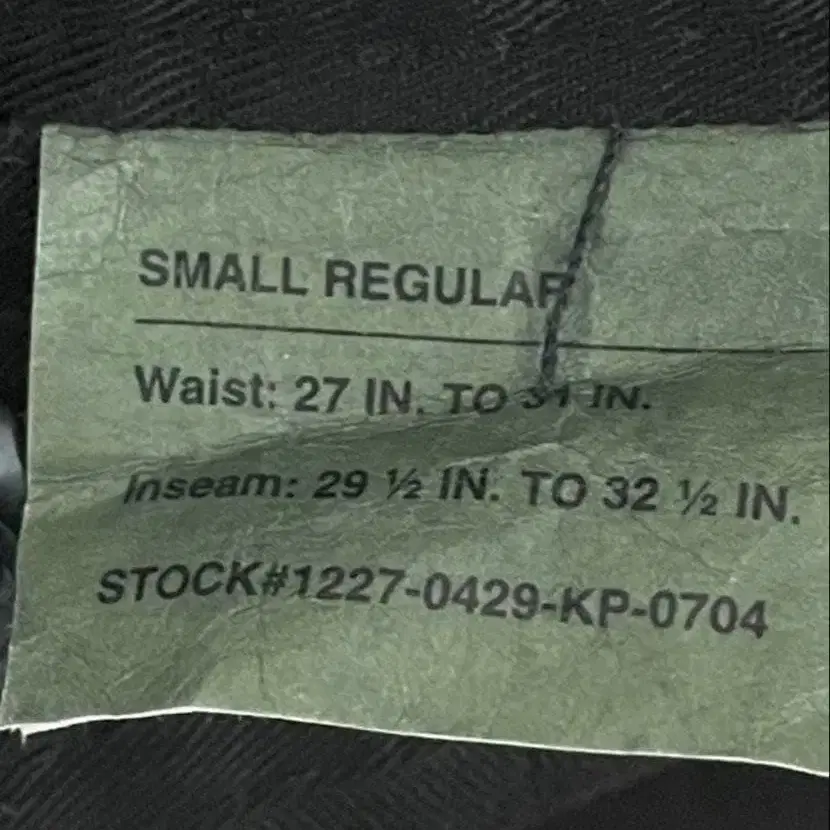 SMALL REGULAR
Waist: 27 IN. TO 31 IN.
Inseam: 29 ½ IN. TO 32 ½ IN.
STOCK#1227-0429-KP-0704